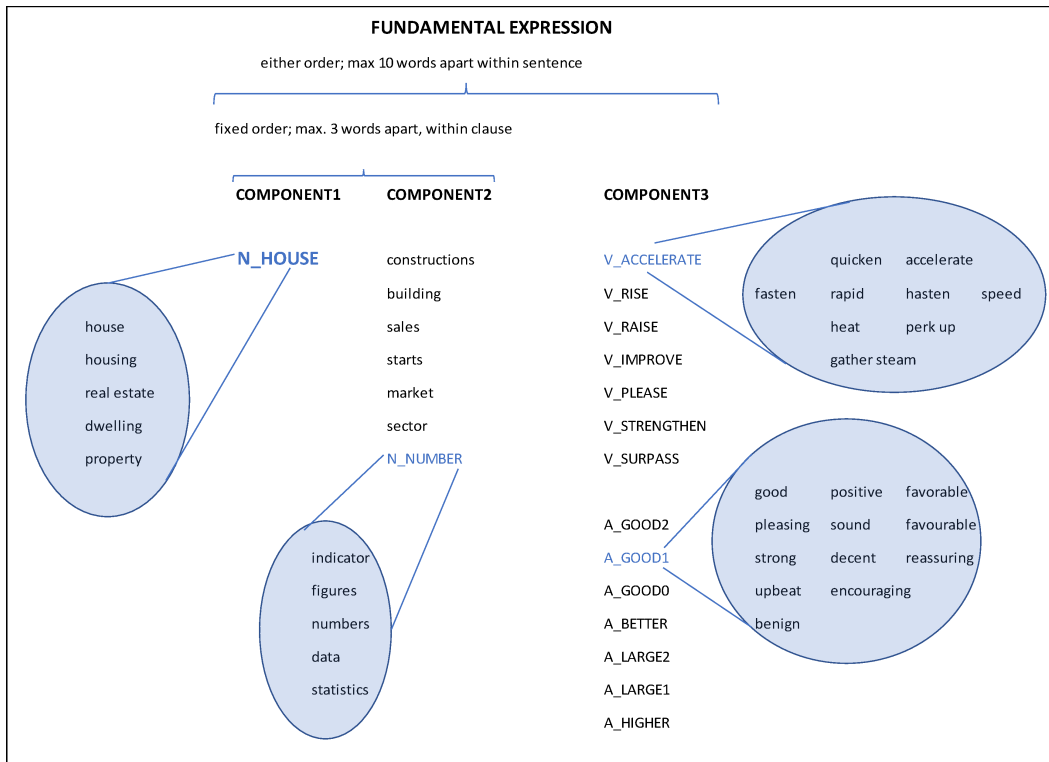 FUNDAMENTAL EXPRESSION
either order; max 10 words apart within sentence
fixed order; max. 3 words apart, within clause
COMPONENT1 COMPONENT2 COMPONENT3
N_HOUSE constructions V_ACCELERATE quicken accelerate
building V_RISE fasten rapid hasten speed
house sales V_RAISE heat perk up
housing starts V_IMPROVE gather steam
real estate market V_PLEASE
dwelling sector V_STRENGTHEN
property N_NUMBER V_SURPASS
good positive favorable
A_GOOD2 pleasing sound favourable
indicator A_GOOD1 strong decent reassuring
figures A_GOOD0 upbeat encouraging
numbers A_BETTER benign
data A_LARGE2
statistics A_LARGE1
A_HIGHER